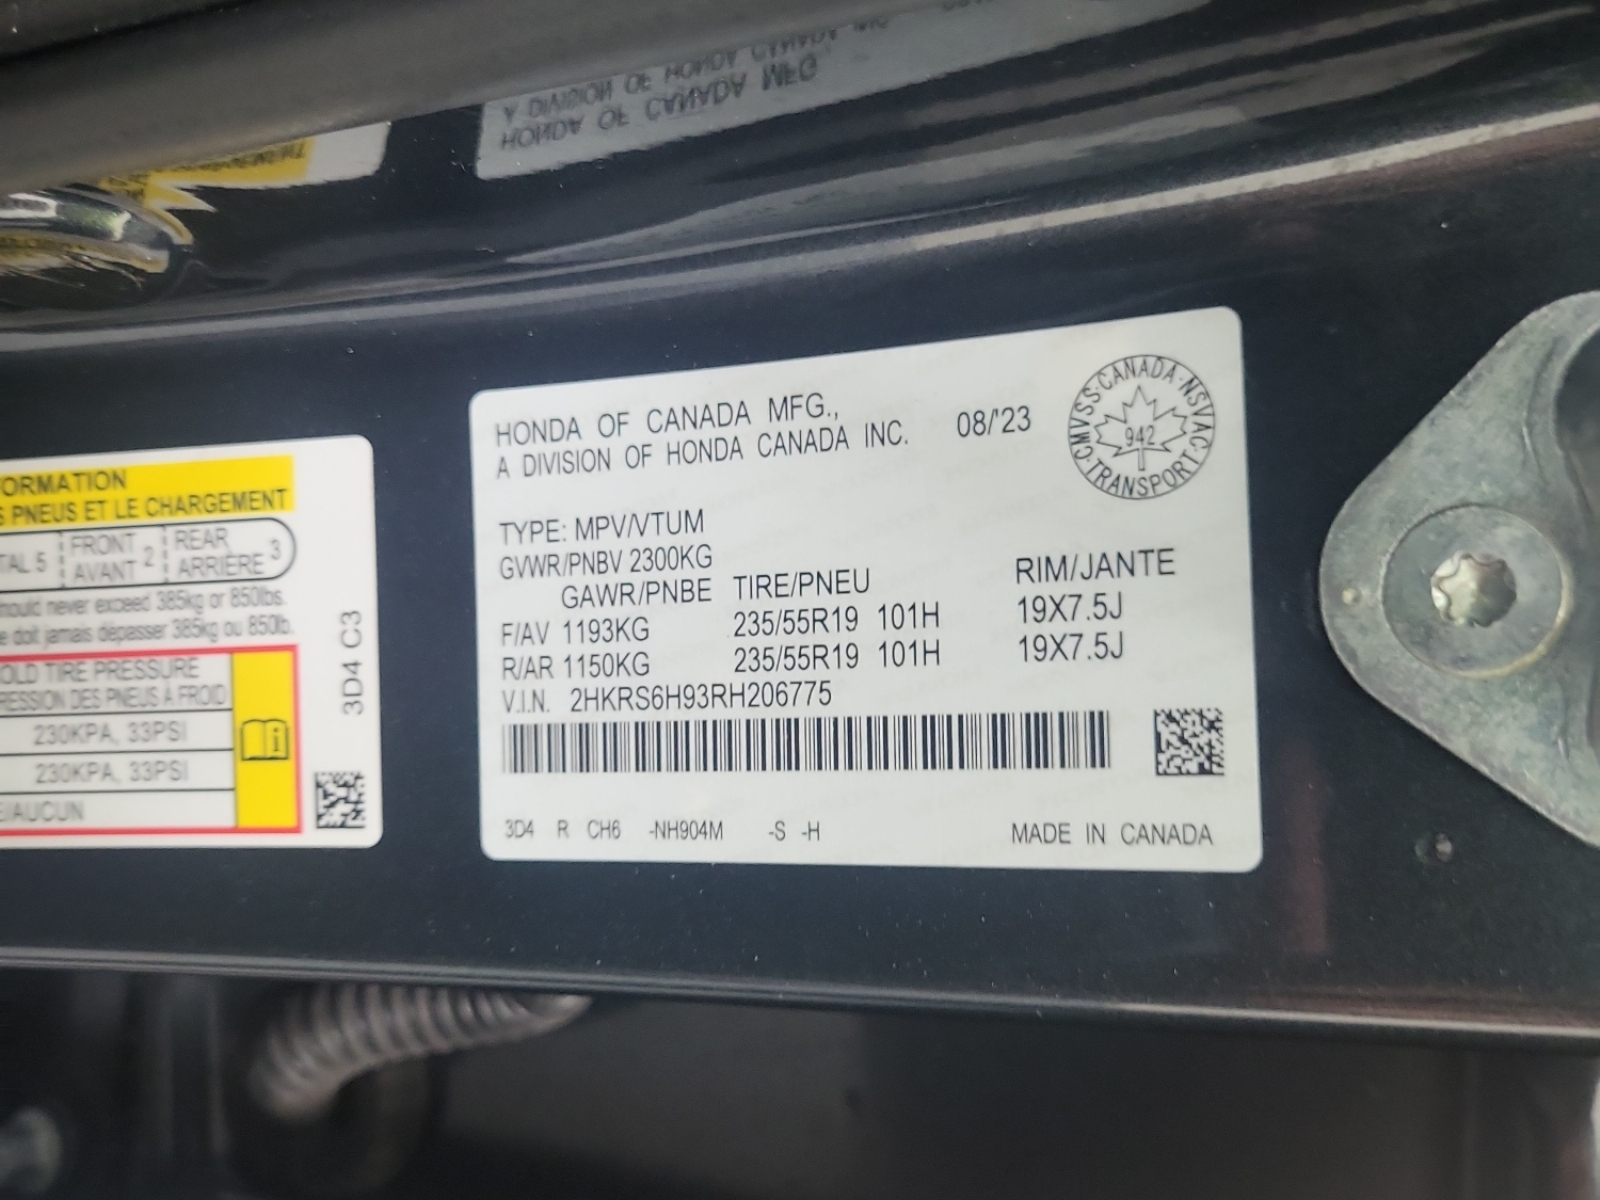 HONDA OF CANADA MFG
A DIVISION OF HONDA CANADA INC
ORMATION
S PNEUS ET LE CHARGEMENT
TAL 5 FRONT AVANT 2 REAR ARRIÈRE 3
hould never exceed 385kg or 850lbs.
e doit jamais dépasser 385kg ou 850lb.
OLD TIRE PRESSURE
RESSION DES PNEUS À FROID
230KPA, 33PSI
230KPA, 33PSI
E/AUCUN
3D4 C3
HONDA OF CANADA MFG.,
A DIVISION OF HONDA CANADA INC. 08/'23
CMVSS·CANADA·NSVAC·TRANSPORT·
942
TYPE: MPV/VTUM
GVWR/PNBV 2300KG
GAWR/PNBE TIRE/PNEU RIM/JANTE
F/AV 1193KG 235/55R19 101H 19X7.5J
R/AR 1150KG 235/55R19 101H 19X7.5J
V.I.N. 2HKRS6H93RH206775
3D4 R CH6 -NH904M -S -H MADE IN CANADA